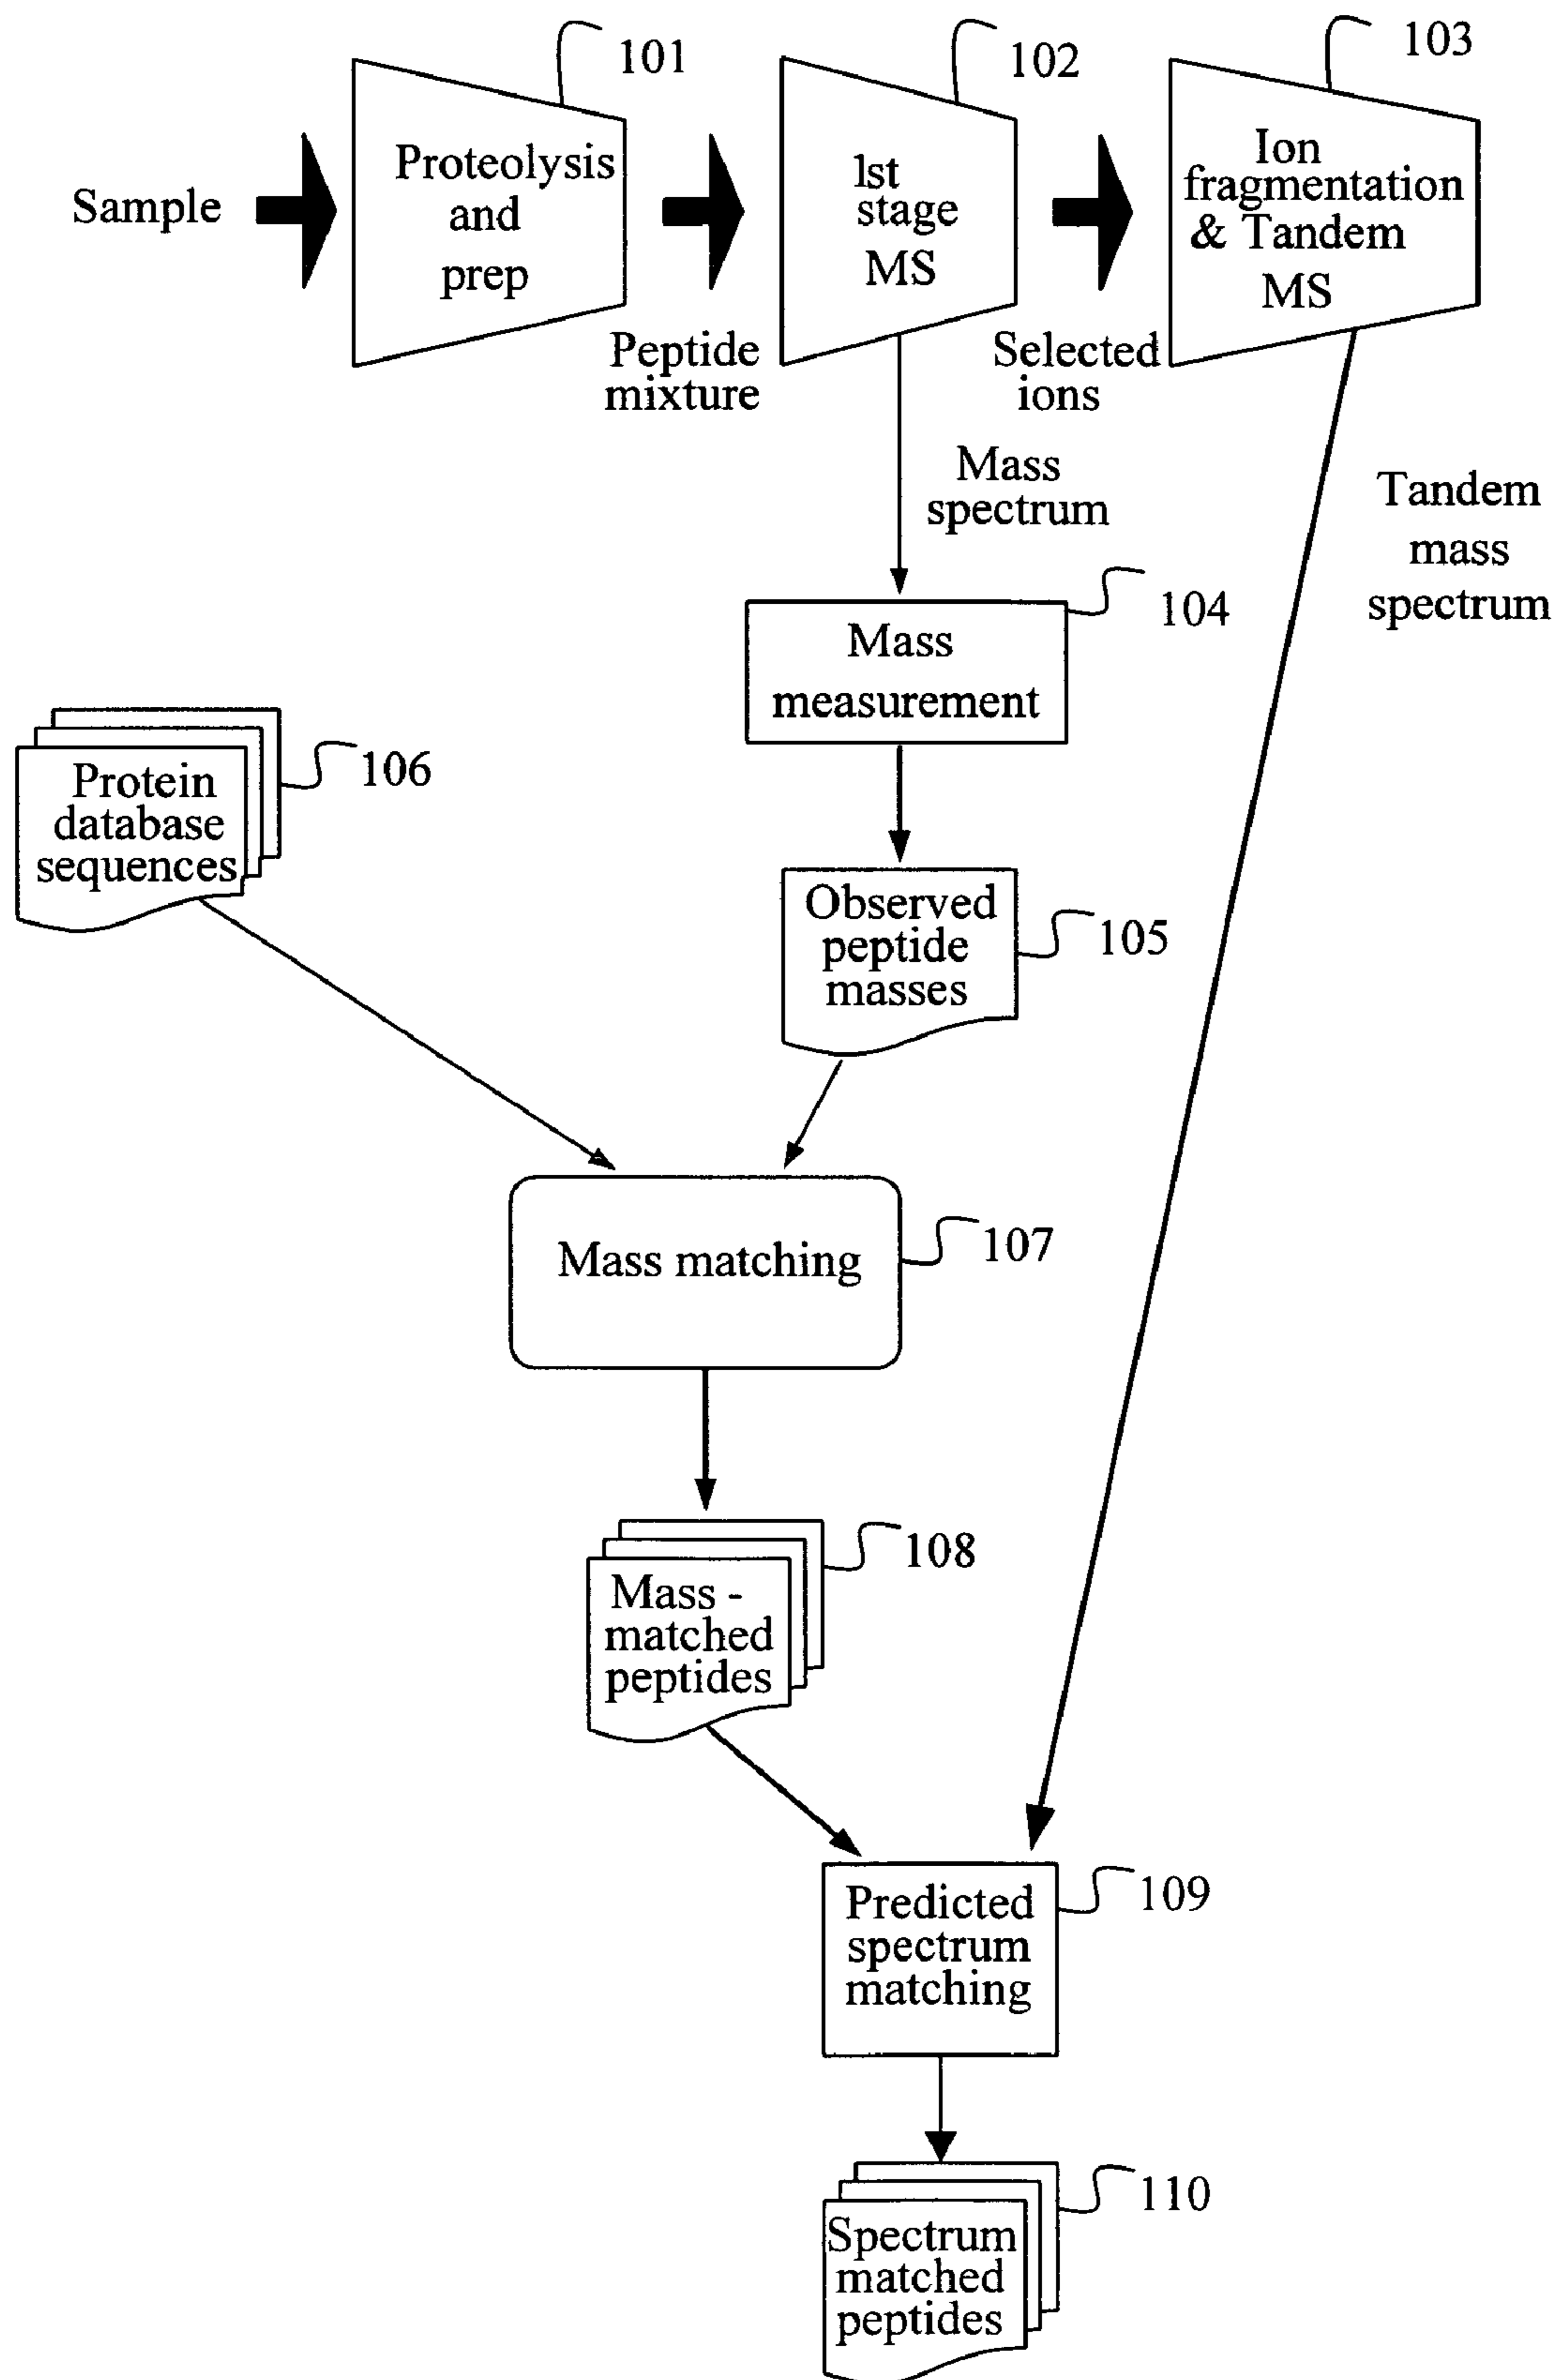 101
102
103
Sample
Proteolysis
and
prep
Peptide
mixture
1st
stage
MS
Selected
ions
Ion
fragmentation
& Tandem
MS
Mass
spectrum
Tandem
mass
spectrum
104
Mass
measurement
106
Protein
database
sequences
Observed
peptide
masses
105
Mass matching
107
108
Mass -
matched
peptides
109
Predicted
spectrum
matching
110
Spectrum
matched
peptides